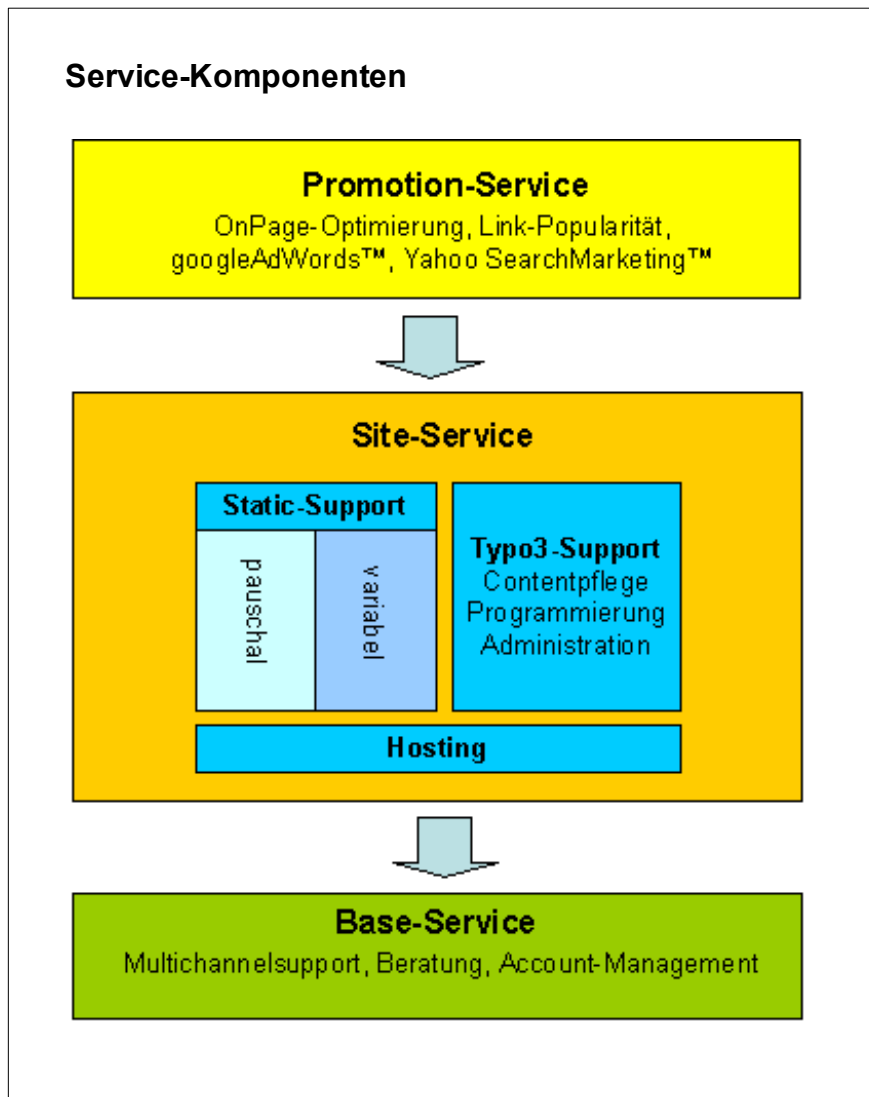 Service-Komponenten
Promotion-Service
OnPage-Optimierung, Link-Popularität,
googleAdWords™, Yahoo SearchMarketing™
Site-Service
Static-Support
pauschal
variabel
Typo3-Support
Contentpflege
Programmierung
Administration
Hosting
Base-Service
Multichannelsupport, Beratung, Account-Management